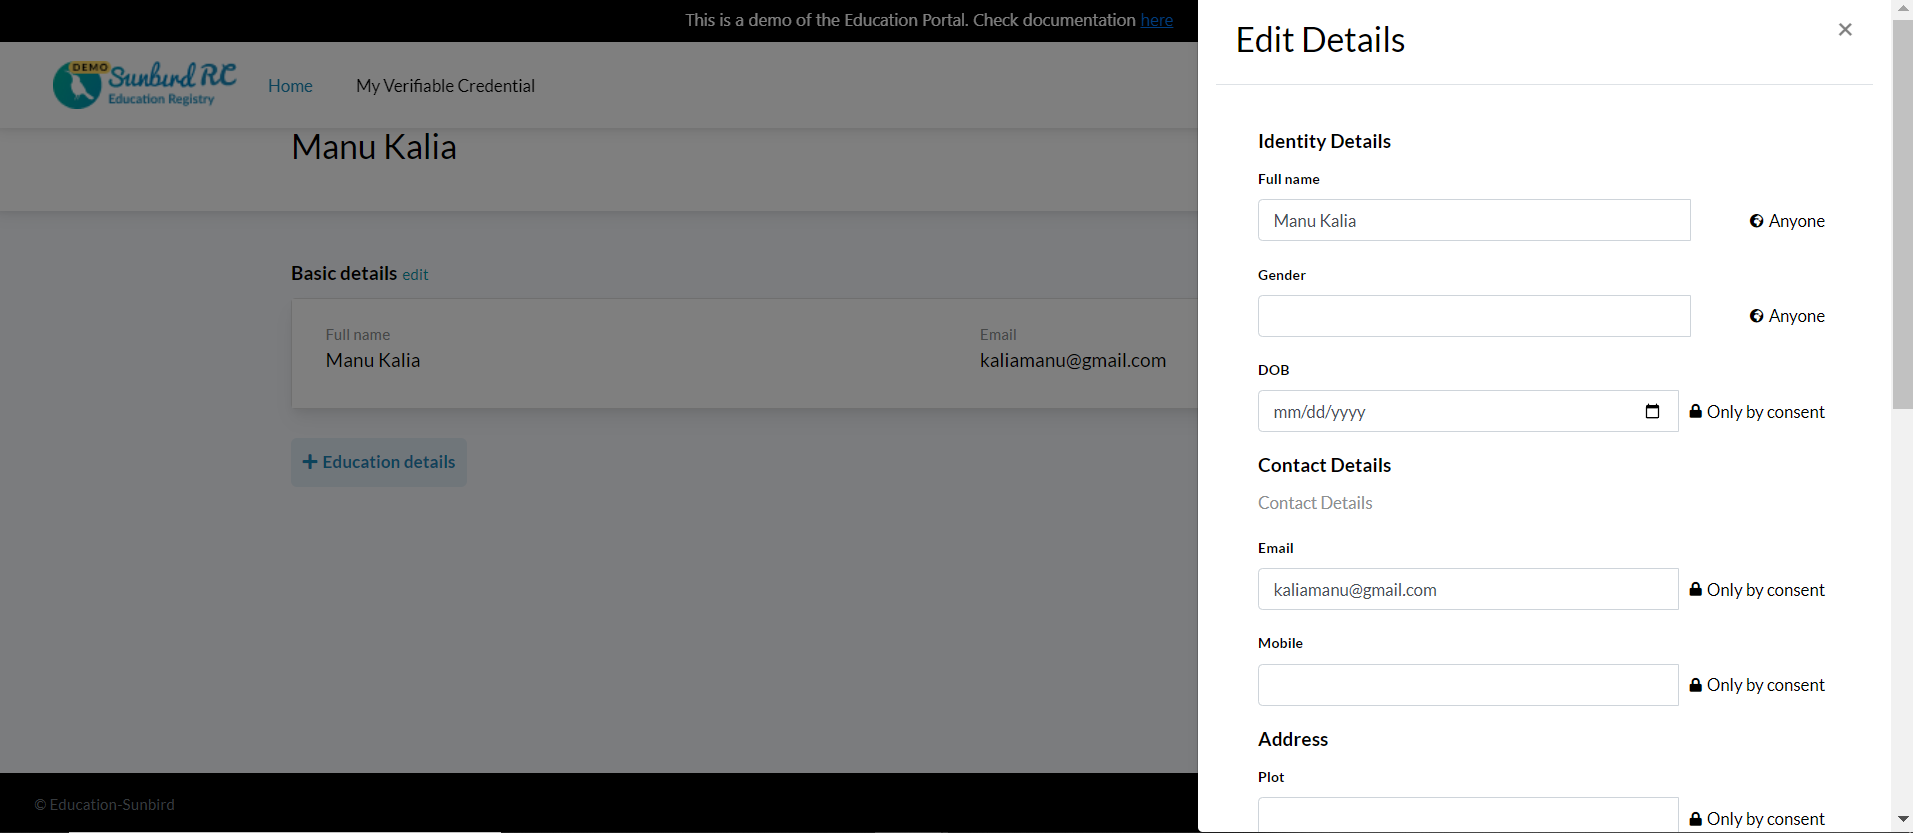 This is a demo of the Education Portal. Check documentation here
DEMO
Sunbird RC
Education Registry
Home
My Verifiable Credential
Manu Kalia
Basic details edit
Full name
Manu Kalia
Email
kaliamanu@gmail.com
Education details
© Education-Sunbird
Edit Details
Identity Details
Full name
Manu Kalia
Anyone
Gender
Anyone
DOB
mm/dd/yyyy
Only by consent
Contact Details
Contact Details
Email
kaliamanu@gmail.com
Only by consent
Mobile
Only by consent
Address
Plot
Only by consent